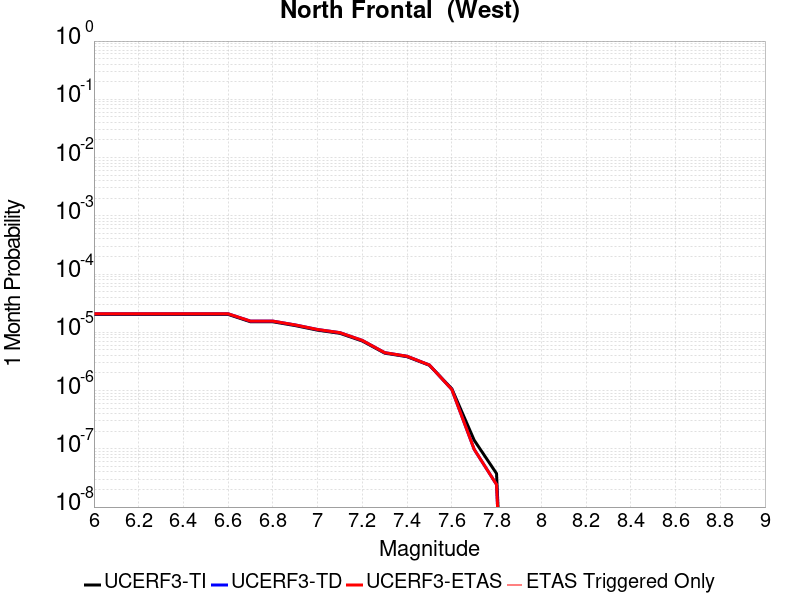 North Frontal  (West)
10^0
10^-1
10^-2
10^-3
10^-4
10^-5
10^-6
10^-7
10^-8
1 Month Probability
6 6.2 6.4 6.6 6.8 7 7.2 7.4 7.6 7.8 8 8.2 8.4 8.6 8.8 9
Magnitude
UCERF3-TI UCERF3-TD UCERF3-ETAS ETAS Triggered Only